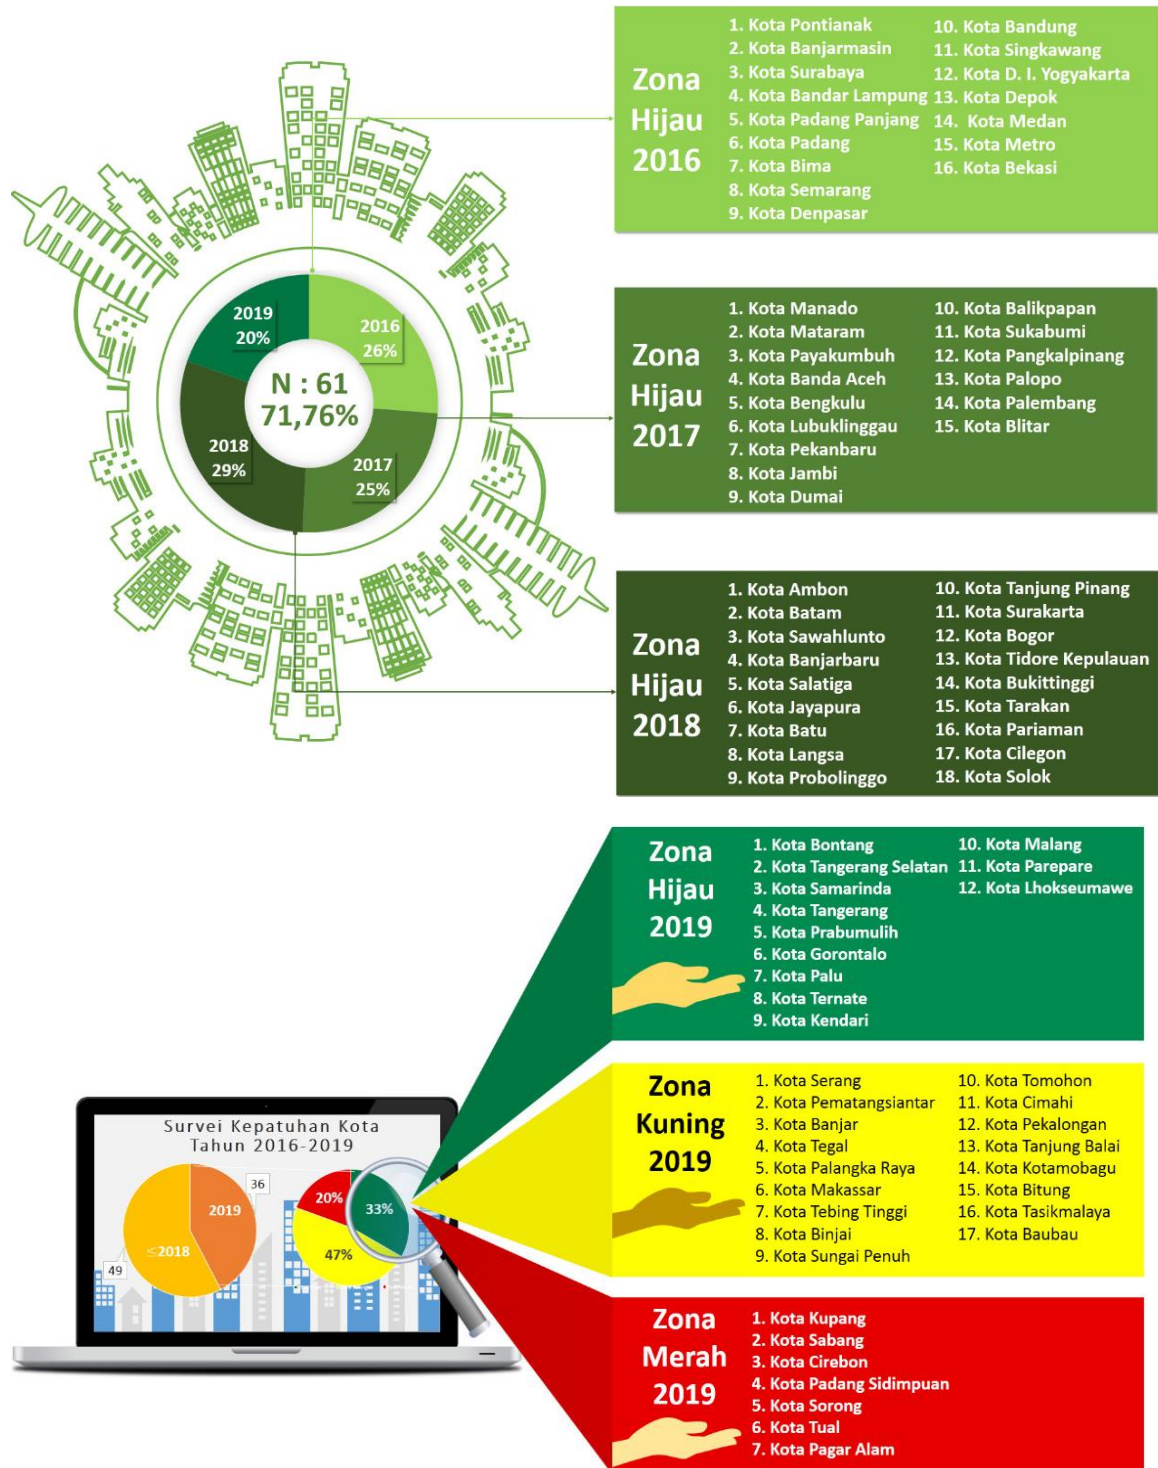 Zona
Hijau
2016
1. Kota Pontianak
2. Kota Banjarmasin
3. Kota Surabaya
4. Kota Bandar Lampung
5. Kota Padang Panjang
6. Kota Padang
7. Kota Bima
8. Kota Semarang
9. Kota Denpasar
10. Kota Bandung
11. Kota Singkawang
12. Kota D. I. Yogyakarta
13. Kota Depok
14. Kota Medan
15. Kota Metro
16. Kota Bekasi
2019
20%
2016
26%
N : 61
71,76%
2018
29%
2017
25%
Zona
Hijau
2017
1. Kota Manado
2. Kota Mataram
3. Kota Payakumbuh
4. Kota Banda Aceh
5. Kota Bengkulu
6. Kota Lubuklinggau
7. Kota Pekanbaru
8. Kota Jambi
9. Kota Dumai
10. Kota Balikpapan
11. Kota Sukabumi
12. Kota Pangkalpinang
13. Kota Palopo
14. Kota Palembang
15. Kota Blitar
Zona
Hijau
2018
1. Kota Ambon
2. Kota Batam
3. Kota Sawahlunto
4. Kota Banjarbaru
5. Kota Salatiga
6. Kota Jayapura
7. Kota Batu
8. Kota Langsa
9. Kota Probolinggo
10. Kota Tanjung Pinang
11. Kota Surakarta
12. Kota Bogor
13. Kota Tidore Kepulauan
14. Kota Bukittinggi
15. Kota Tarakan
16. Kota Pariaman
17. Kota Cilegon
18. Kota Solok
Zona
Hijau
2019
1. Kota Bontang
2. Kota Tangerang Selatan
3. Kota Samarinda
4. Kota Tangerang
5. Kota Prabumulih
6. Kota Gorontalo
7. Kota Palu
8. Kota Ternate
9. Kota Kendari
10. Kota Malang
11. Kota Parepare
12. Kota Lhokseumawe
Survei Kepatuhan Kota
Tahun 2016-2019
36
2019
≤2018
49
20%
33%
47%
Zona
Kuning
2019
1. Kota Serang
2. Kota Pematangsiantar
3. Kota Banjar
4. Kota Tegal
5. Kota Palangka Raya
6. Kota Makassar
7. Kota Tebing Tinggi
8. Kota Binjai
9. Kota Sungai Penuh
10. Kota Tomohon
11. Kota Cimahi
12. Kota Pekalongan
13. Kota Tanjung Balai
14. Kota Kotamobagu
15. Kota Bitung
16. Kota Tasikmalaya
17. Kota Baubau
Zona
Merah
2019
1. Kota Kupang
2. Kota Sabang
3. Kota Cirebon
4. Kota Padang Sidimpuan
5. Kota Sorong
6. Kota Tual
7. Kota Pagar Alam